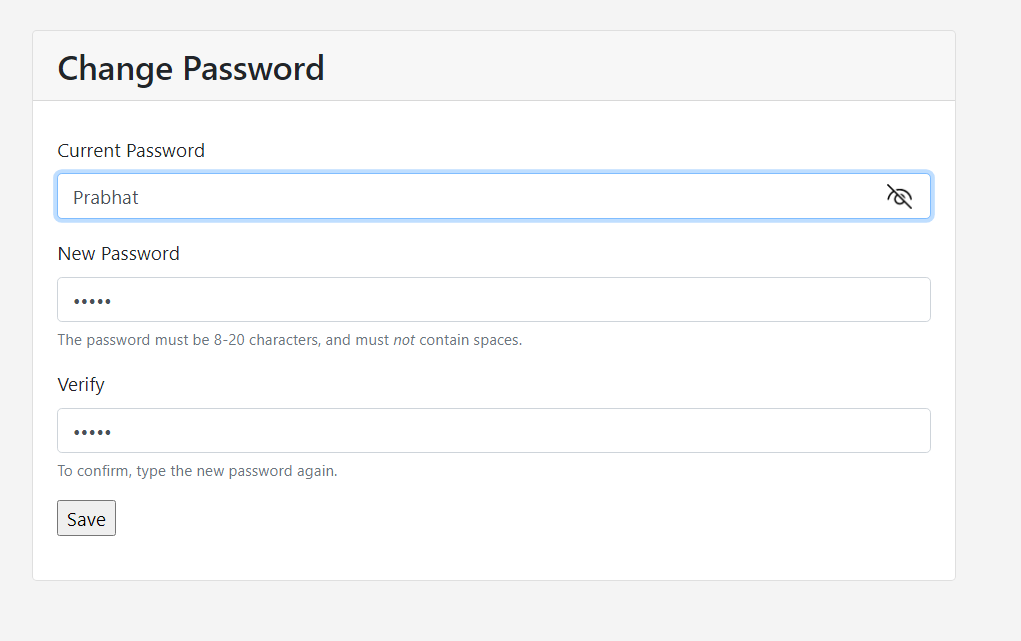 Change Password
Current Password
Prabhat
New Password
•••••
The password must be 8-20 characters, and must not contain spaces.
Verify
•••••
To confirm, type the new password again.
Save